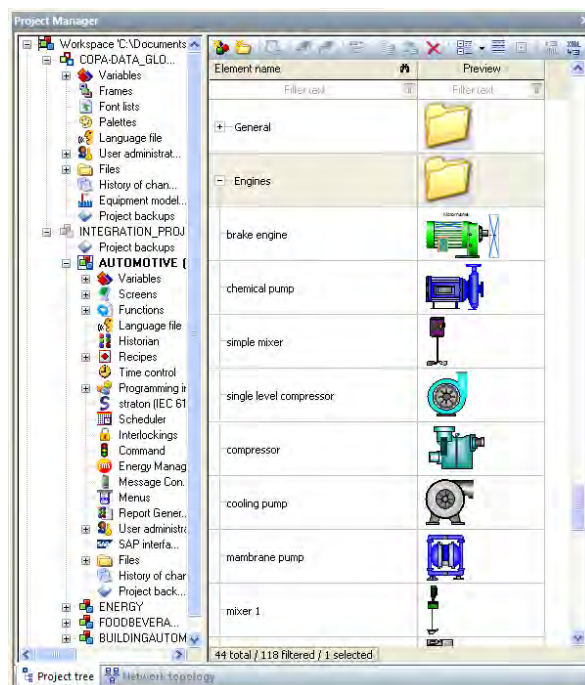 Project Manager
Workspace 'C:\Documents
COPA-DATA_GLO...
Variables
Frames
Font lists
Palettes
Language file
User administrat...
Files
History of chan...
Equipment model...
Project backups
INTEGRATION_PROJ
Project backups
AUTOMOTIVE (
Variables
Screens
Functions
Language file
Historian
Recipes
Time control
Programming in
straton (IEC 61
Scheduler
Interlockings
Command
Energy Manag
Message Con.
Menus
Report Gener...
User administra
SAP interfa...
Files
History of char
Project back...
ENERGY
FOODBEVERA...
BUILDINGAUTOM
Element name Preview
Filter text Filter text
General
Engines
brake engine
chemical pump
simple mixer
single level compressor
compressor
cooling pump
mambrane pump
mixer 1
44 total / 118 filtered / 1 selected
Project tree Network topology